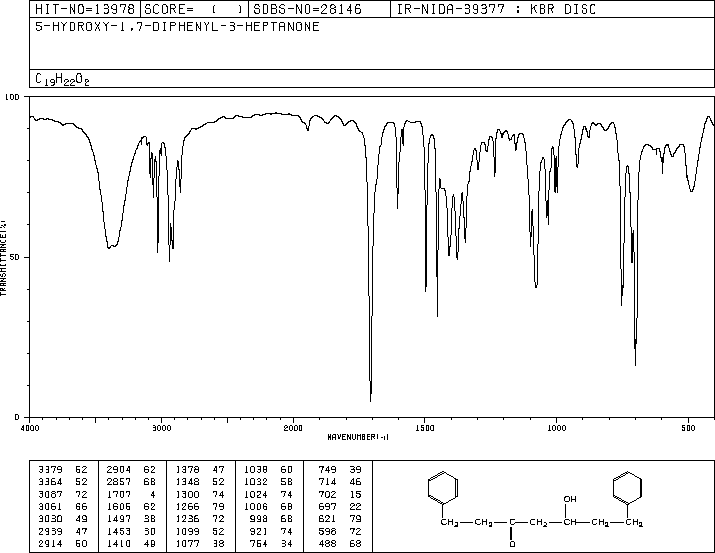 HIT-NO=13978 SCORE= ( ) SDBS-NO=28146 IR-NIDA-39377 : KBR DISC
5-HYDROXY-1,7-DIPHENYL-3-HEPTANONE
C19H22O2
100
TRANSMITTANCE(%)
50
0
4000 3000 2000 1500 1000 500
WAVENUMBER(-1)
3379 52 2904 62 1378 47 1038 60 749 39
3364 52 2857 68 1348 52 1032 58 714 46
3087 72 1707 4 1300 74 1024 74 702 15
3061 66 1606 62 1266 79 1006 68 697 22
3030 49 1497 38 1236 72 998 68 621 79
2939 47 1453 30 1099 52 921 74 598 72
2914 50 1410 49 1077 38 754 34 488 68
OH
CH2 CH2 C CH2 CH CH2 CH2
O